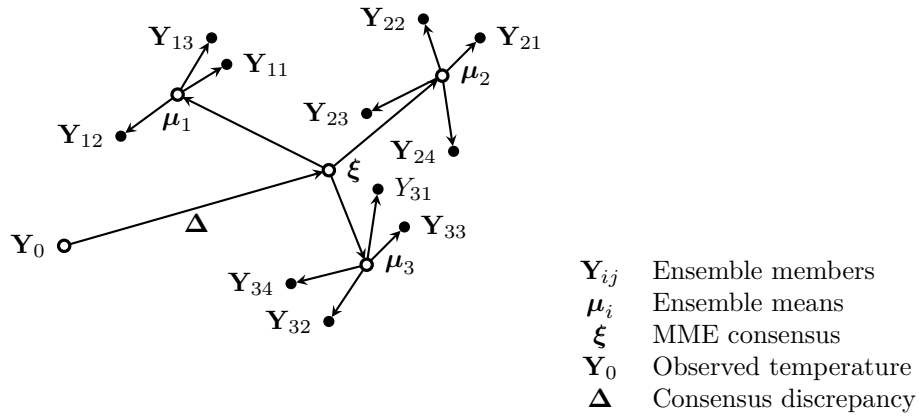 Y₂₂
Y₁₃
Y₂₁
Y₁₁
μ₂
μ₁
Y₂₃
Y₁₂
Y₂₄
ξ
Y₃₁
Δ
Y₃₃
Y₀
μ₃
Y₃₄
Y₃₂
Yᵢⱼ Ensemble members
μᵢ Ensemble means
ξ MME consensus
Y₀ Observed temperature
Δ Consensus discrepancy